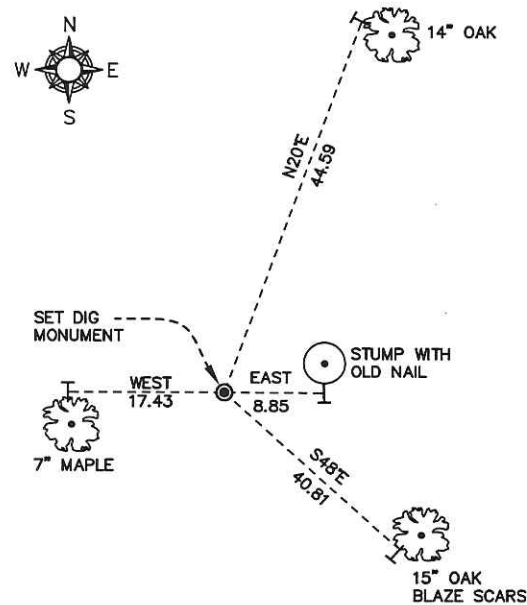 N
W E
S
14" OAK
N20°E
44.59
SET DIG
MONUMENT
STUMP WITH
OLD NAIL
WEST
17.43
EAST
8.85
7" MAPLE
S48°E
40.81
15" OAK
BLAZE SCARS